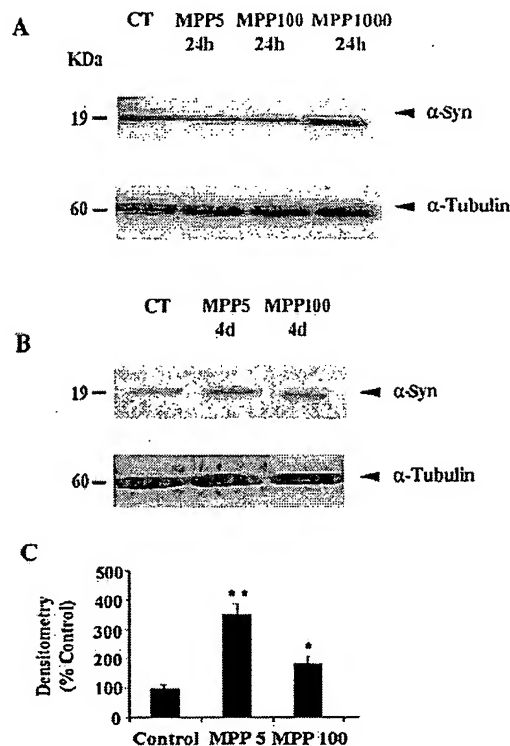 A
CT MPP5 MPP100 MPP1000
24h 24h 24h
KDa
19 α-Syn
60 α-Tubulin
CT MPP5 MPP100
4d 4d
B
19 α-Syn
60 α-Tubulin
C
500
400
300
200
100
0
Densitometry
(% Control)
** *
Control MPP 5 MPP 100